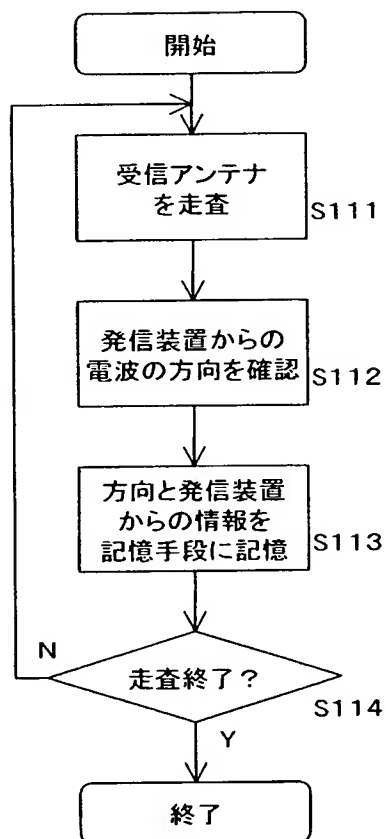 開始
受信アンテナ
を走査
S111
発信装置からの
電波の方向を確認
S112
方向と発信装置
からの情報を
記憶手段に記憶
S113
N
走査終了？
S114
Y
終了